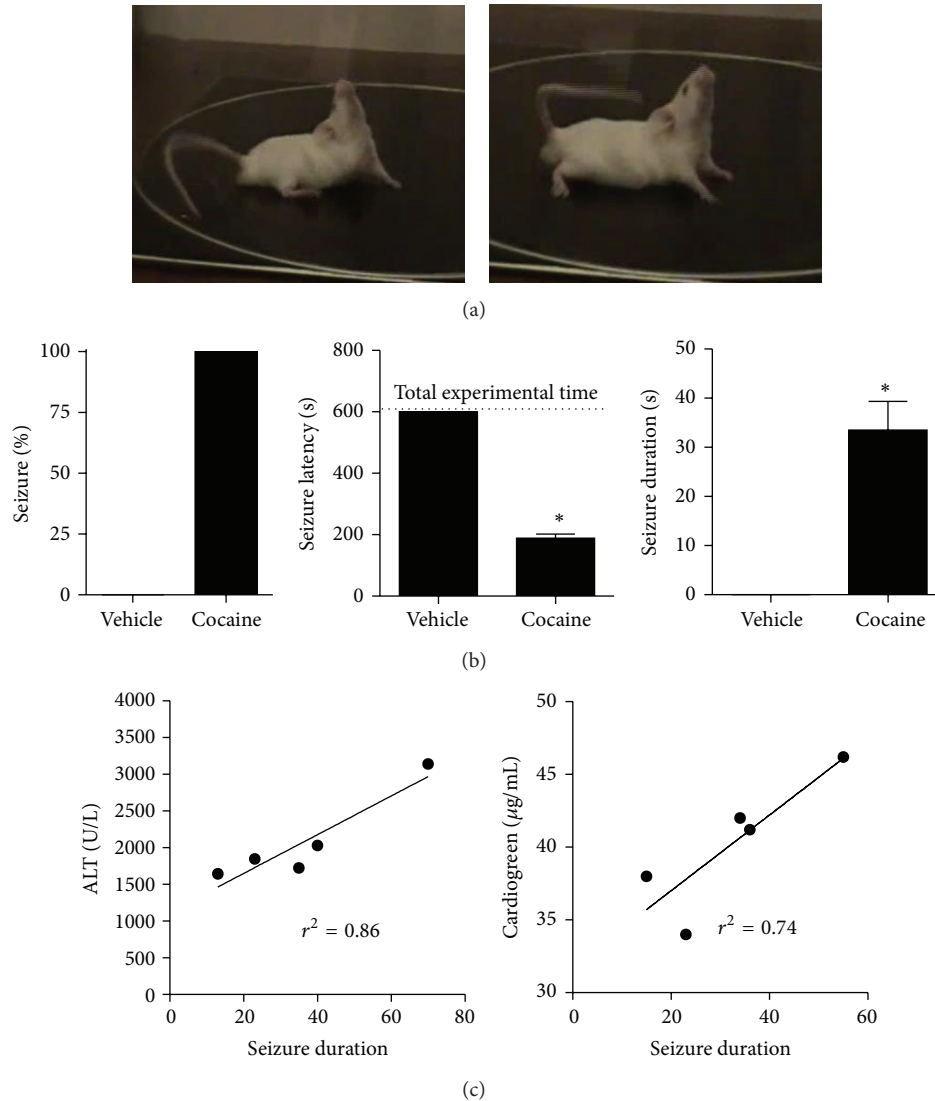 (a)
100
75
50
25
0
Seizure (%)
Vehicle
Cocaine
800
600
400
200
0
Seizure latency (s)
Total experimental time
*
Vehicle
Cocaine
50
40
30
20
10
0
Seizure duration (s)
*
Vehicle
Cocaine
(b)
4000
3500
3000
2500
2000
1500
1000
500
0
ALT (U/L)
r² = 0.86
0 20 40 60 80
Seizure duration
50
45
40
35
30
Cardiogreen (μg/mL)
r² = 0.74
0 20 40 60
Seizure duration
(c)